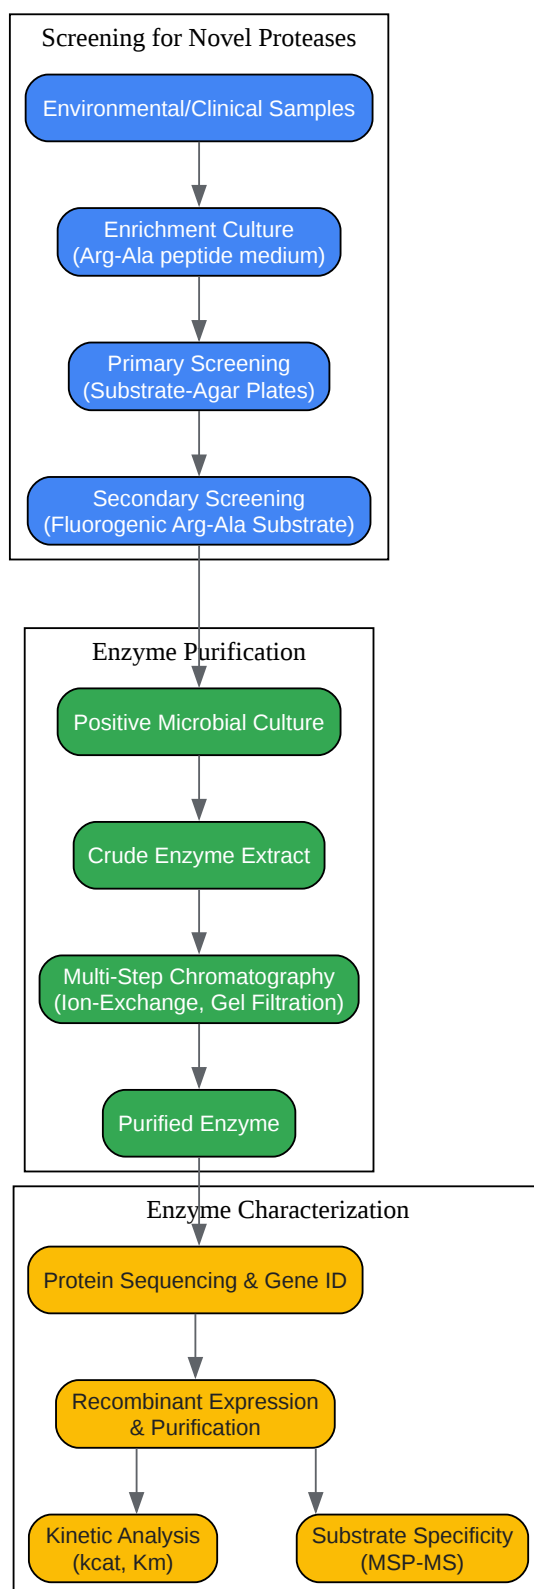 Screening for Novel Proteases
Environmental/Clinical Samples
Enrichment Culture
(Arg-Ala peptide medium)
Primary Screening
(Substrate-Agar Plates)
Secondary Screening
(Fluorogenic Arg-Ala Substrate)
Enzyme Purification
Positive Microbial Culture
Crude Enzyme Extract
Multi-Step Chromatography
(Ion-Exchange, Gel Filtration)
Purified Enzyme
Enzyme Characterization
Protein Sequencing & Gene ID
Recombinant Expression
& Purification
Kinetic Analysis
(kcat, Km)
Substrate Specificity
(MSP-MS)